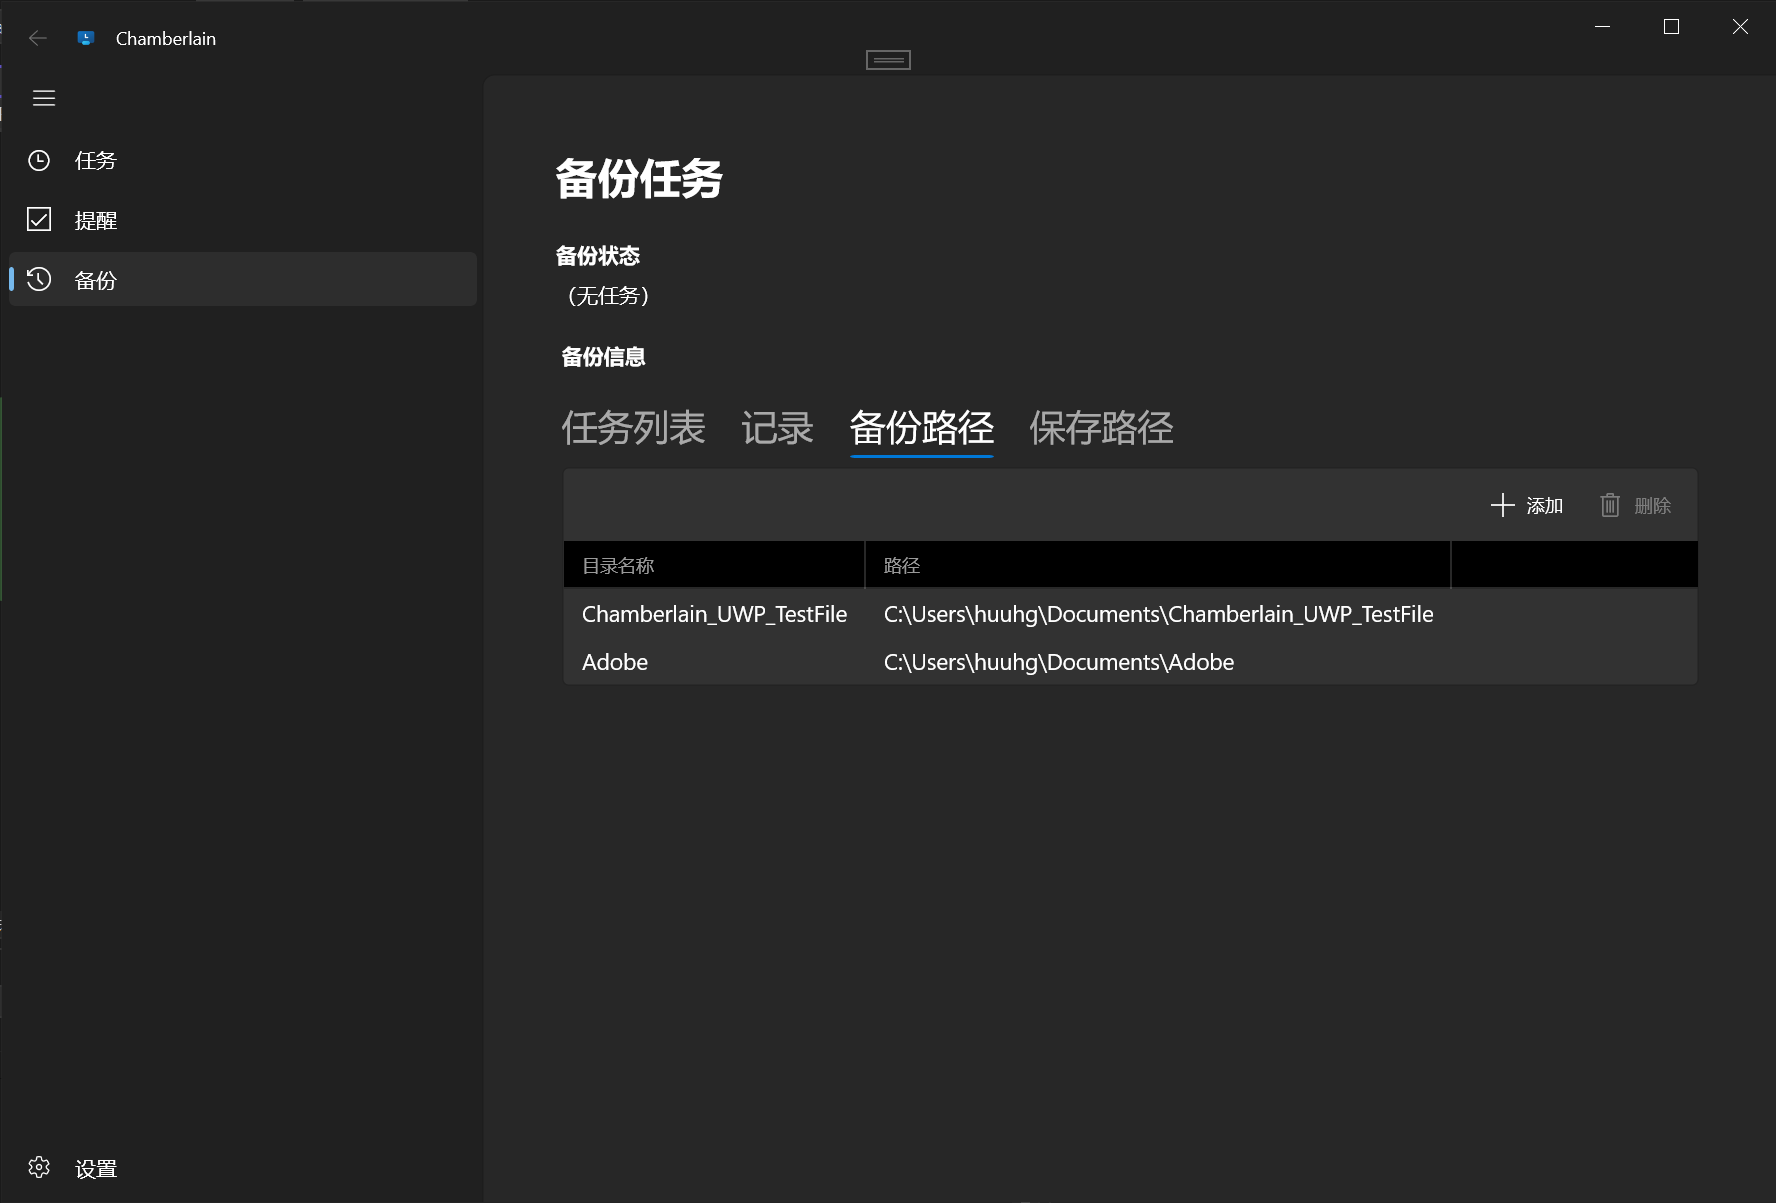 Chamberlain
任务
提醒
备份
备份任务
备份状态
（无任务）
备份信息
任务列表 记录 备份路径 保存路径
添加 删除
目录名称 路径
Chamberlain_UWP_TestFile C:\Users\huuhg\Documents\Chamberlain_UWP_TestFile
Adobe C:\Users\huuhg\Documents\Adobe
设置